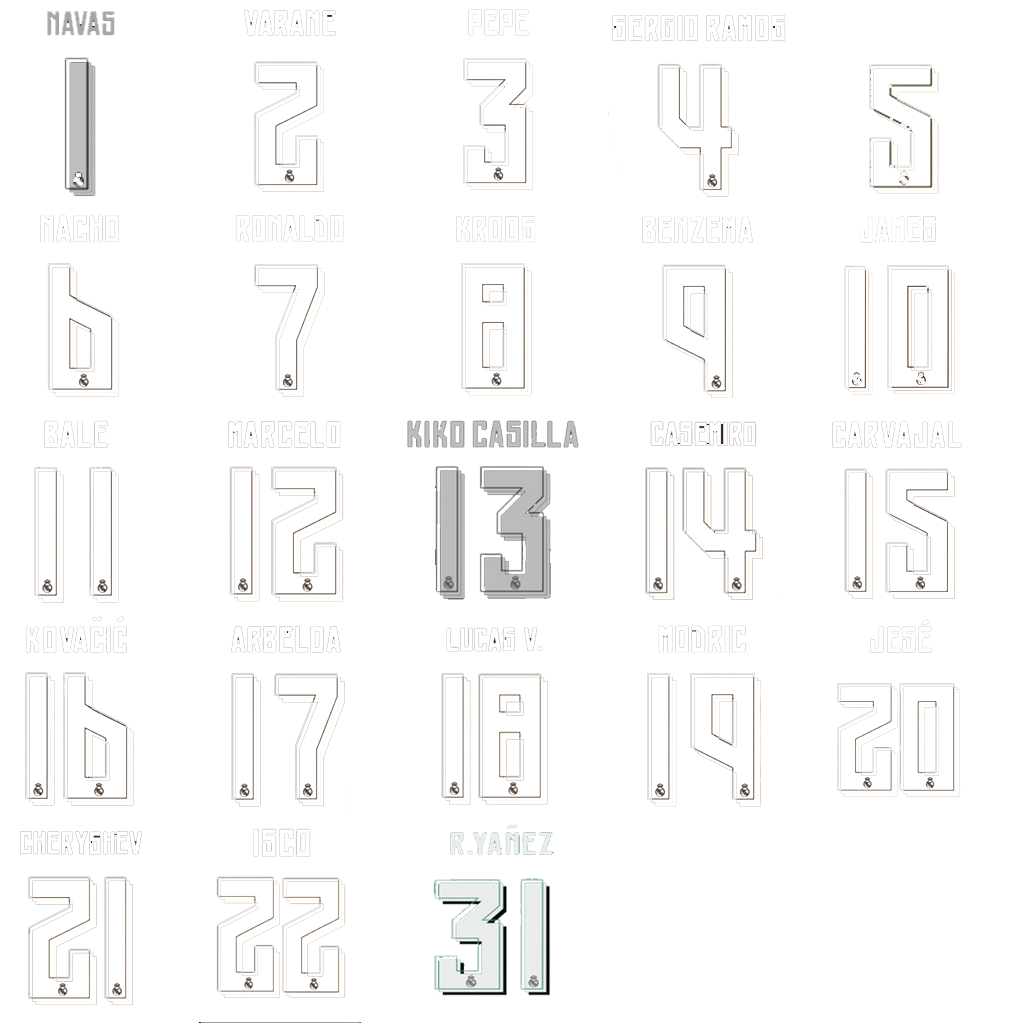 NAVAS VARANE PEPE SERGIO RAMOS
1 2 3 4 5
NACHO RONALDO KROOS BENZEMA JAMES
6 7 8 9 10
BALE MARCELO KIKO CASILLA CASEMIRO CARVAJAL
11 12 13 14 15
KOVAČIĆ ARBELOA LUCAS V. MODRIC JESÉ
16 17 18 19 20
CHERYSHEV ISCO R.YAÑEZ
21 22 31